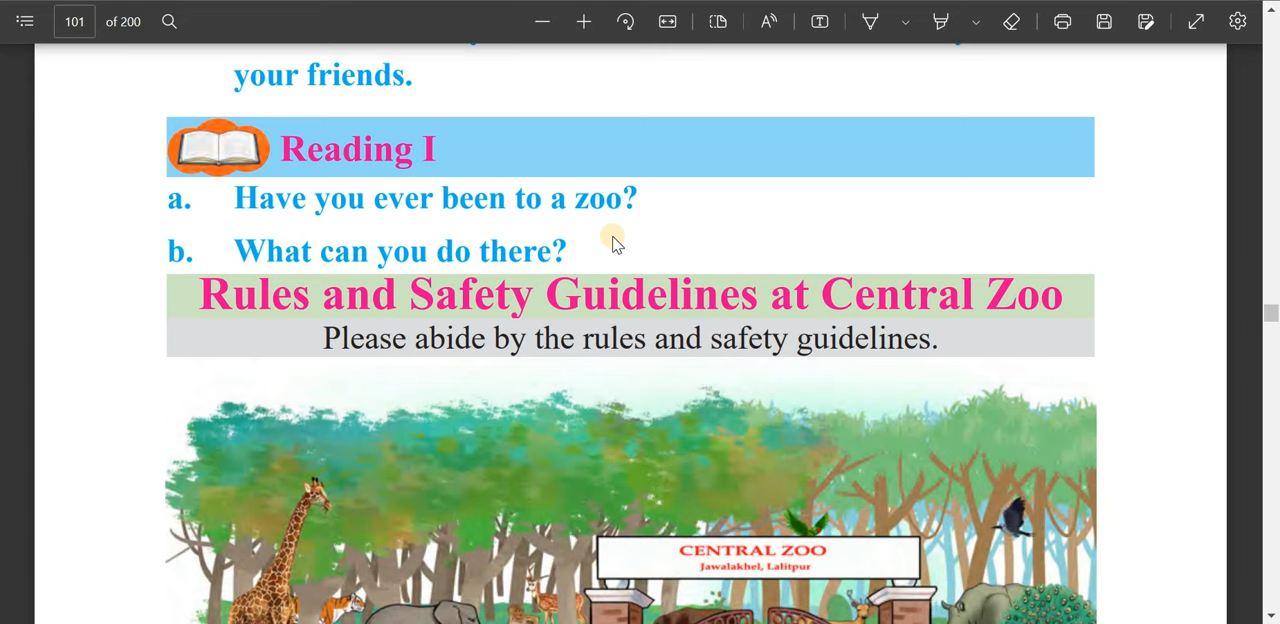 101 of 200
your friends.
Reading I
a. Have you ever been to a zoo?
b. What can you do there?
Rules and Safety Guidelines at Central Zoo
Please abide by the rules and safety guidelines.
CENTRAL ZOO
Jawalakhel, Lalitpur